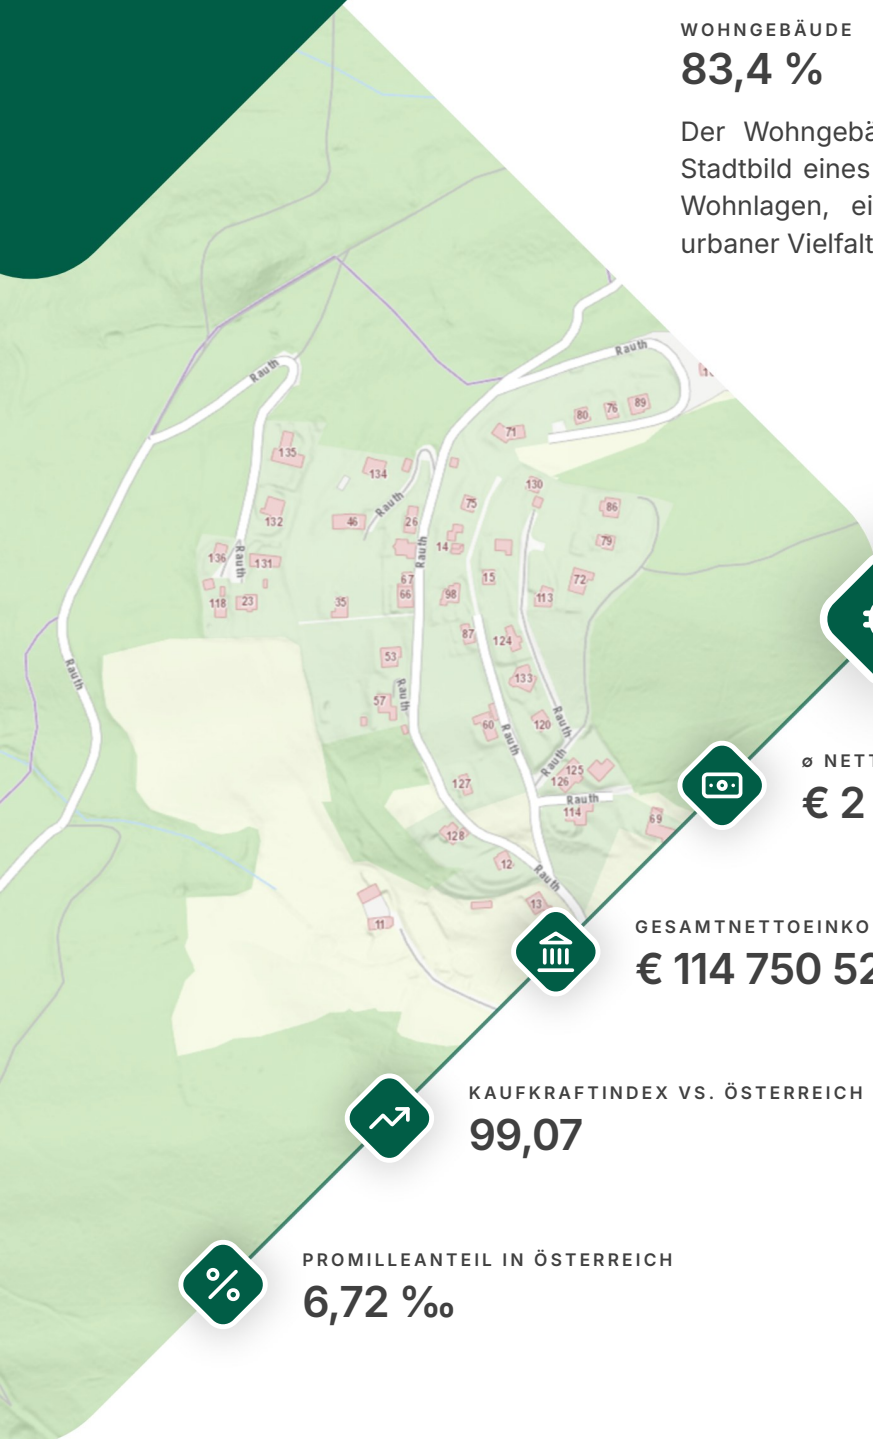 WOHNGEBÄUDE
83,4 %
Der Wohngebä
Stadtbild eines
Wohnlagen, ei
urbaner Vielfalt
Rauth
Rauth
80
76
89
71
135
134
75
130
132
46
Rauth
26
86
136
Rauth
131
14
Rauth
79
118
23
35
67
66
98
15
113
72
87
124
53
Rauth
57
Rauth
133
60
120
Rauth
Rauth
127
Rauth
126
125
Rauth
114
69
128
12
Rauth
13
11
ø NETT
€ 2
GESAMTNETTOEINKO
€ 114 750 52
KAUFKRAFTINDEX VS. ÖSTERREICH
99,07
PROMILLEANTEIL IN ÖSTERREICH
6,72 ‰